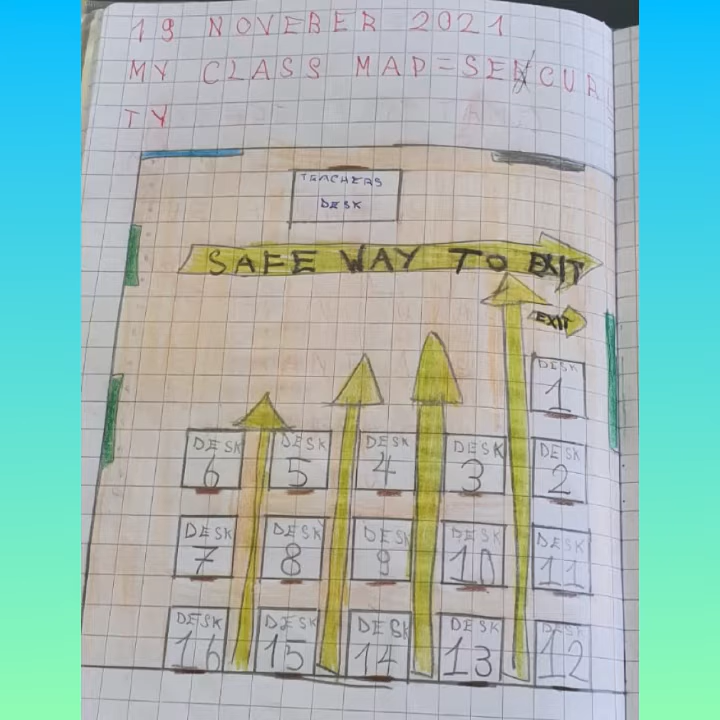 19 NOVEBER 2021
MY CLASS MAP=SECUR
TY
TEACHERS
DESK
SAFE WAY TO EXIT
EXIT
DESK
1
DESK
6
DESK
5
DESK
4
DESK
3
DESK
2
DESK
7
DESK
8
DESK
9
DESK
10
DESK
11
DESK
16
DESK
15
DESK
14
DESK
13
DESK
12